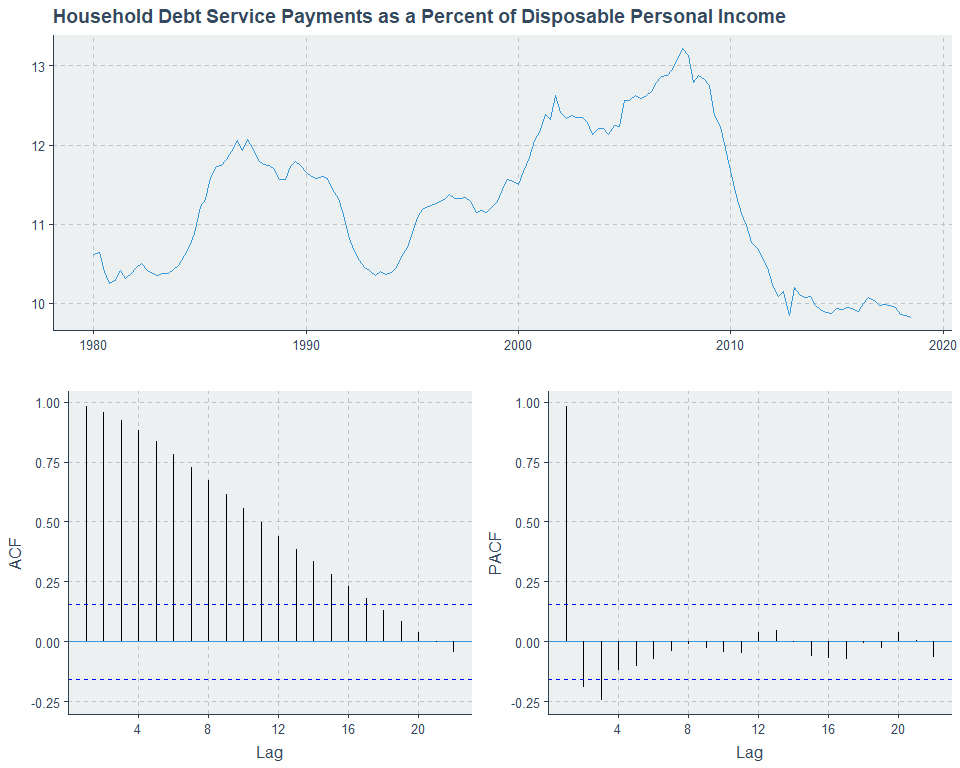 Household Debt Service Payments as a Percent of Disposable Personal Income
13
12
11
10
1980 1990 2000 2010 2020
1.00
0.75
0.50
0.25
0.00
-0.25
ACF
4 8 12 16 20
Lag
1.00
0.75
0.50
0.25
0.00
-0.25
PACF
4 8 12 16 20
Lag